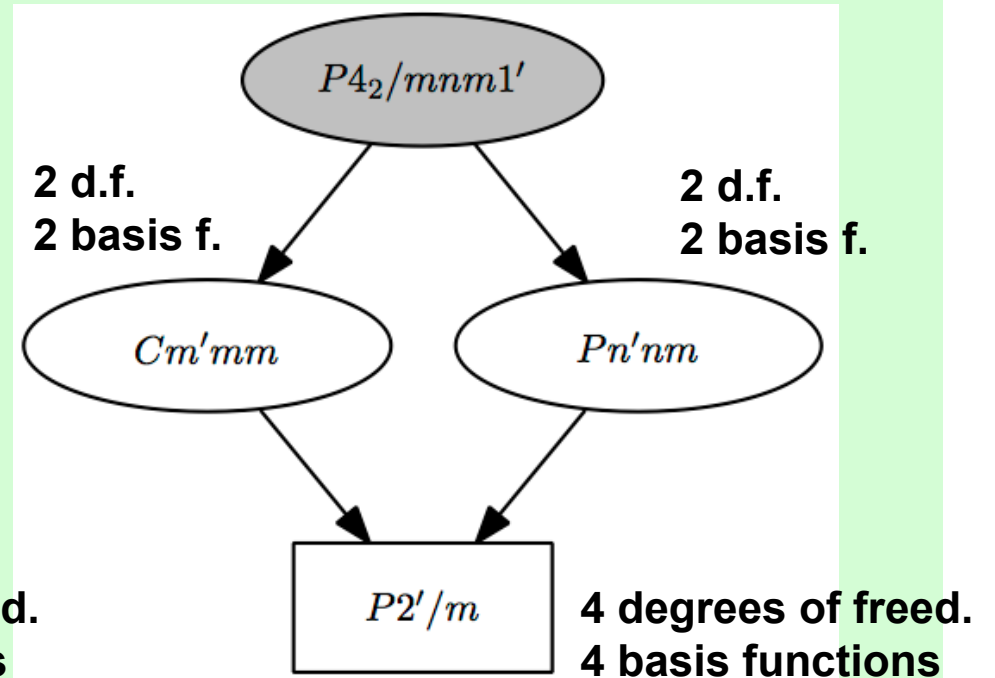 P4₂/mnm1′
2 d.f.
2 basis f.
2 d.f.
2 basis f.
Cm′mm
Pn′nm
d.
s
P2′/m
4 degrees of freed.
4 basis functions